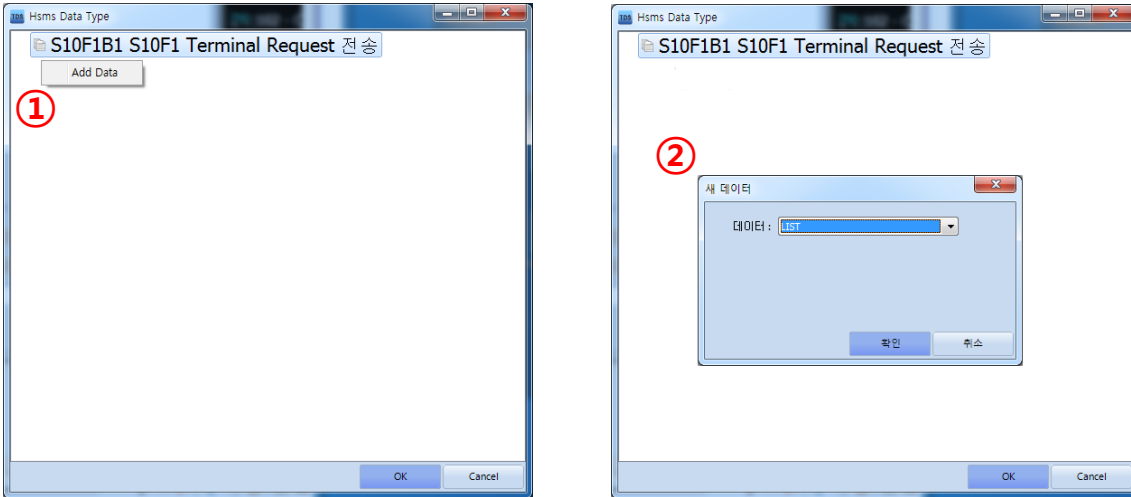 Hsms Data Type
S10F1B1 S10F1 Terminal Request 전송
Add Data
①
OK
Cancel
Hsms Data Type
S10F1B1 S10F1 Terminal Request 전송
②
새 데이터
데이터 :
LIST
확인
취소
OK
Cancel